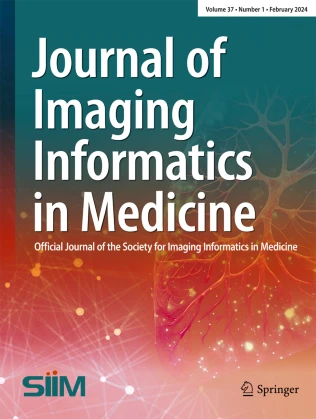 Volume 37 • Number 1 • February 2024
Journal of
Imaging
Informatics
in Medicine
Official Journal of the Society for Imaging Informatics in Medicine
SIIM
Springer